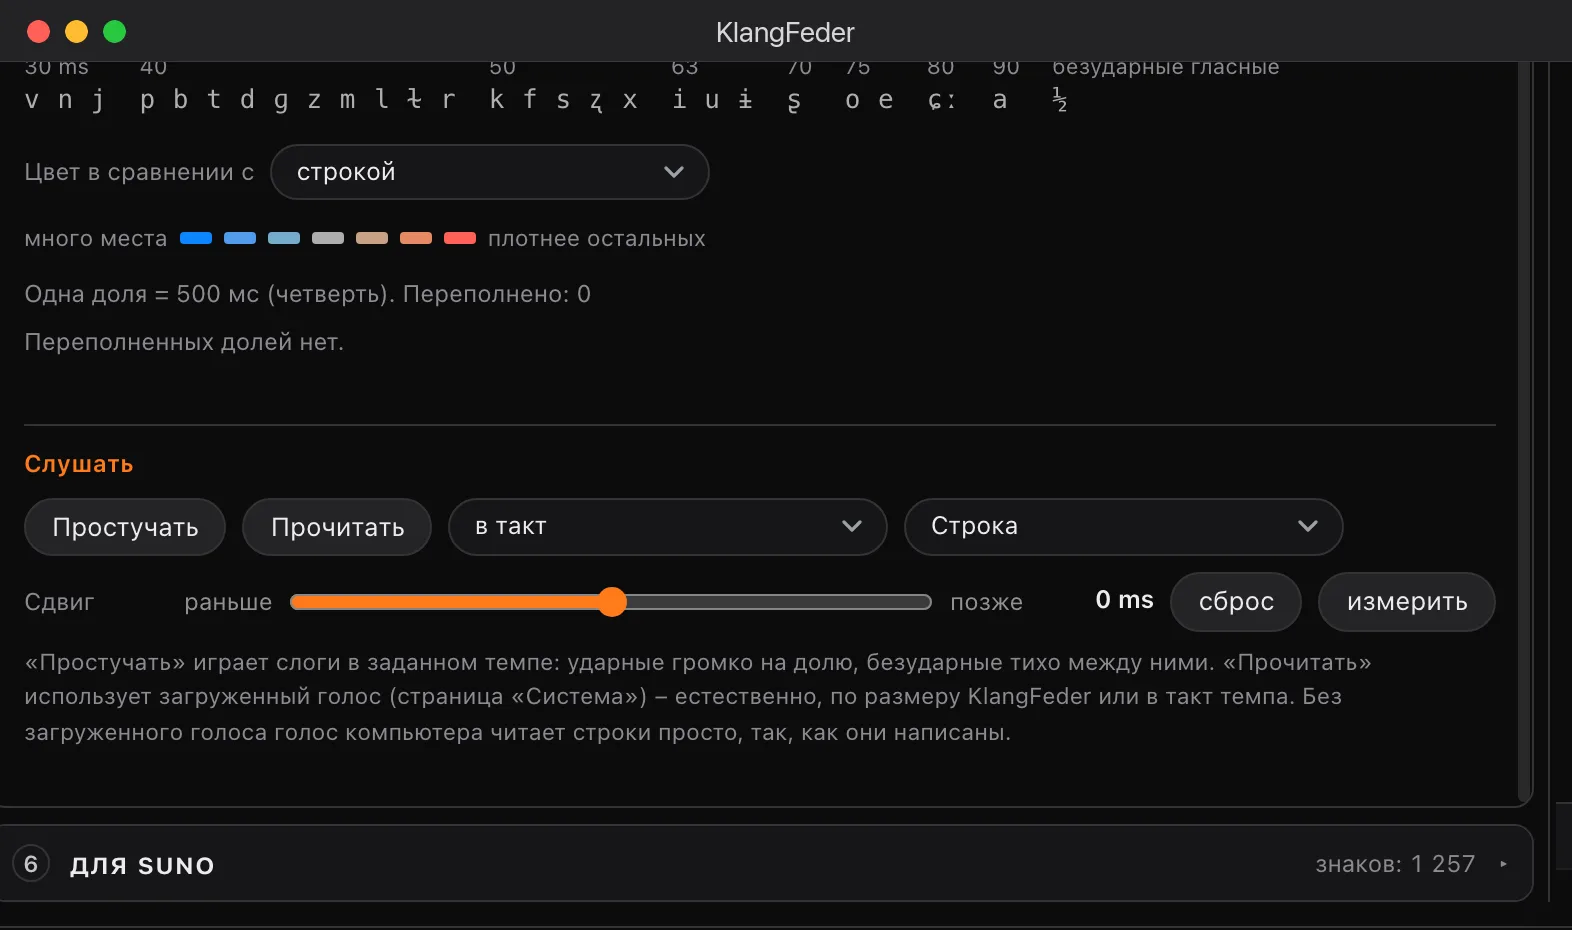 KlangFeder
30 ms 40 50 63 70 75 80 90 безударные гласные
v n j p b t d g z m l ɫ r k f s ʐ x i u ɨ ʂ o e ɕː a ½
Цвет в сравнении с строкой
много места плотнее остальных
Одна доля = 500 мс (четверть). Переполнено: 0
Переполненных долей нет.
Слушать
Простучать Прочитать в такт Строка
Сдвиг раньше позже 0 ms сброс измерить
«Простучать» играет слоги в заданном темпе: ударные громко на долю, безударные тихо между ними. «Прочитать»
использует загруженный голос (страница «Система») – естественно, по размеру KlangFeder или в такт темпа. Без
загруженного голоса голос компьютера читает строки просто, так, как они написаны.
6 ДЛЯ SUNO знаков: 1 257